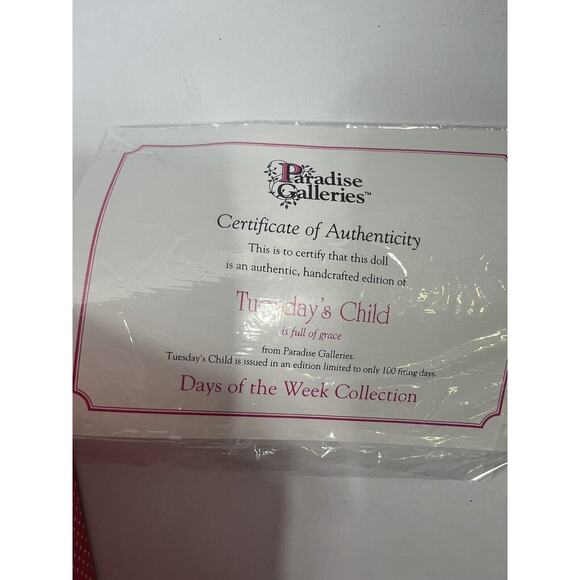 Paradise
Galleries™
Certificate of Authenticity
This is to certify that this doll
is an authentic, handcrafted edition of
Tuesday's Child
is full of grace
from Paradise Galleries.
Tuesday's Child is issued in an edition limited to only 100 firing days.
Days of the Week Collection